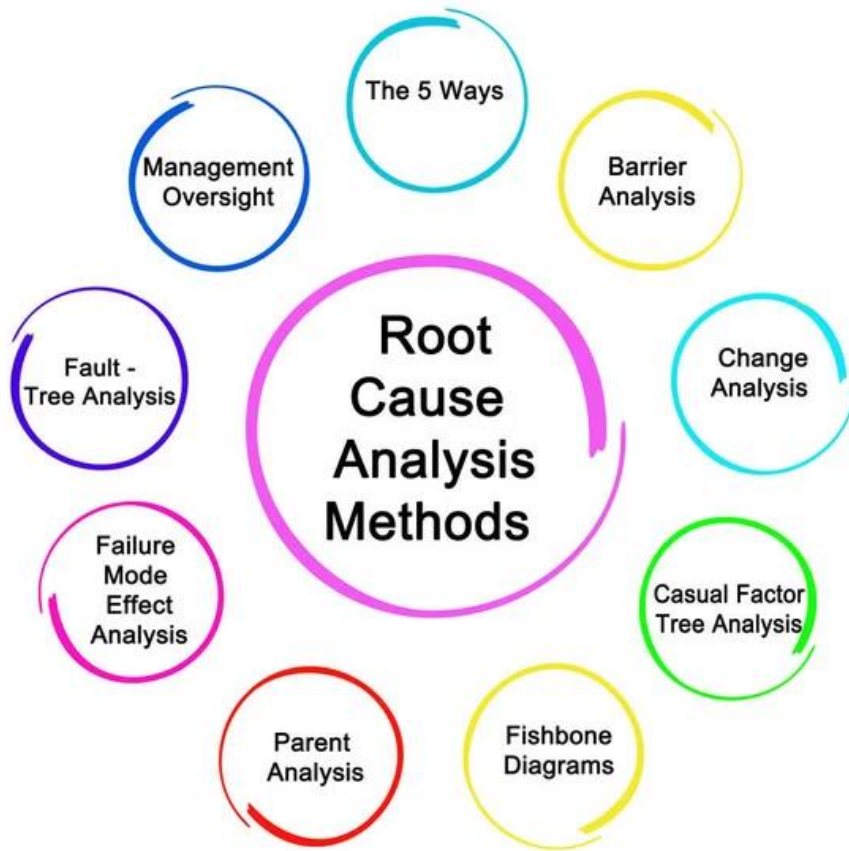 Root
Cause
Analysis
Methods
The 5 Ways
Barrier
Analysis
Change
Analysis
Casual Factor
Tree Analysis
Fishbone
Diagrams
Parent
Analysis
Failure
Mode
Effect
Analysis
Fault -
Tree Analysis
Management
Oversight